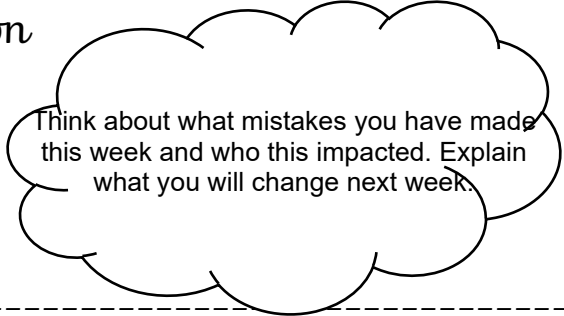 Think about what mistakes you have made
this week and who this impacted. Explain
what you will change next week.